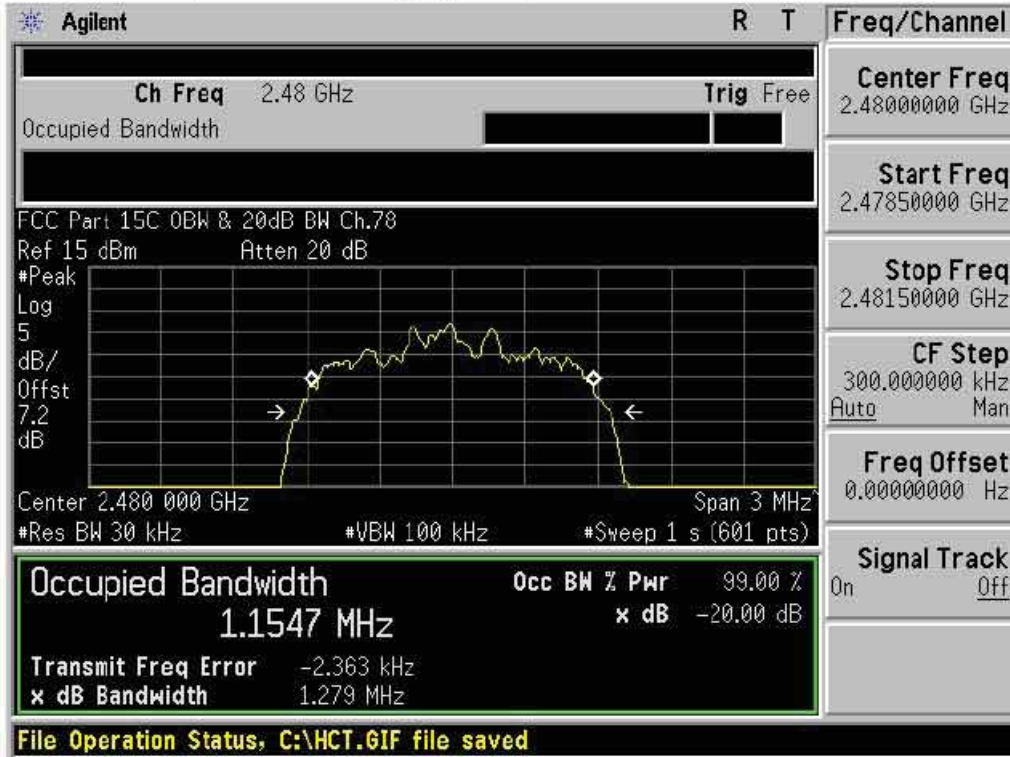 Agilent
R T
Freq/Channel
Ch Freq 2.48 GHz
Trig Free
Occupied Bandwidth
Center Freq
2.48000000 GHz
Start Freq
2.47850000 GHz
Stop Freq
2.48150000 GHz
CF Step
300.000000 kHz
Auto Man
Freq Offset
0.00000000 Hz
Signal Track
On Off
FCC Part 15C OBW & 20dB BW Ch.78
Ref 15 dBm Atten 20 dB
#Peak
Log
5
dB/
Offst
7.2
dB
Center 2.480 000 GHz Span 3 MHz^
#Res BW 30 kHz #VBW 100 kHz #Sweep 1 s (601 pts)
Occupied Bandwidth
1.1547 MHz
Occ BW % Pwr 99.00 %
x dB -20.00 dB
Transmit Freq Error -2.363 kHz
x dB Bandwidth 1.279 MHz
File Operation Status, C:\HCT.GIF file saved